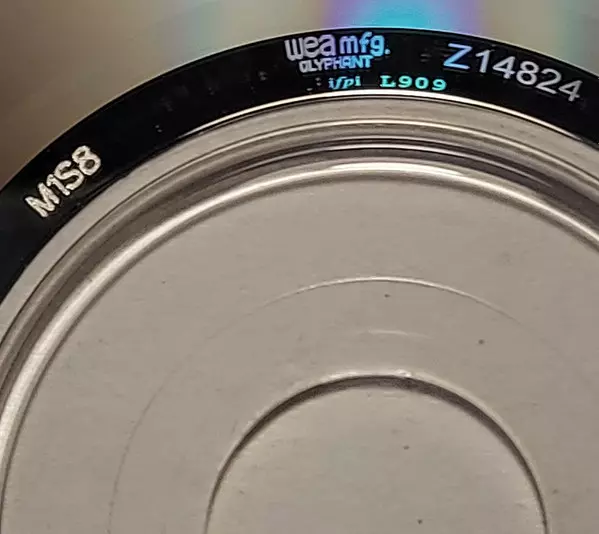 wea mfg.
OLYPHANT
ifpi L909
Z14824
M1S8